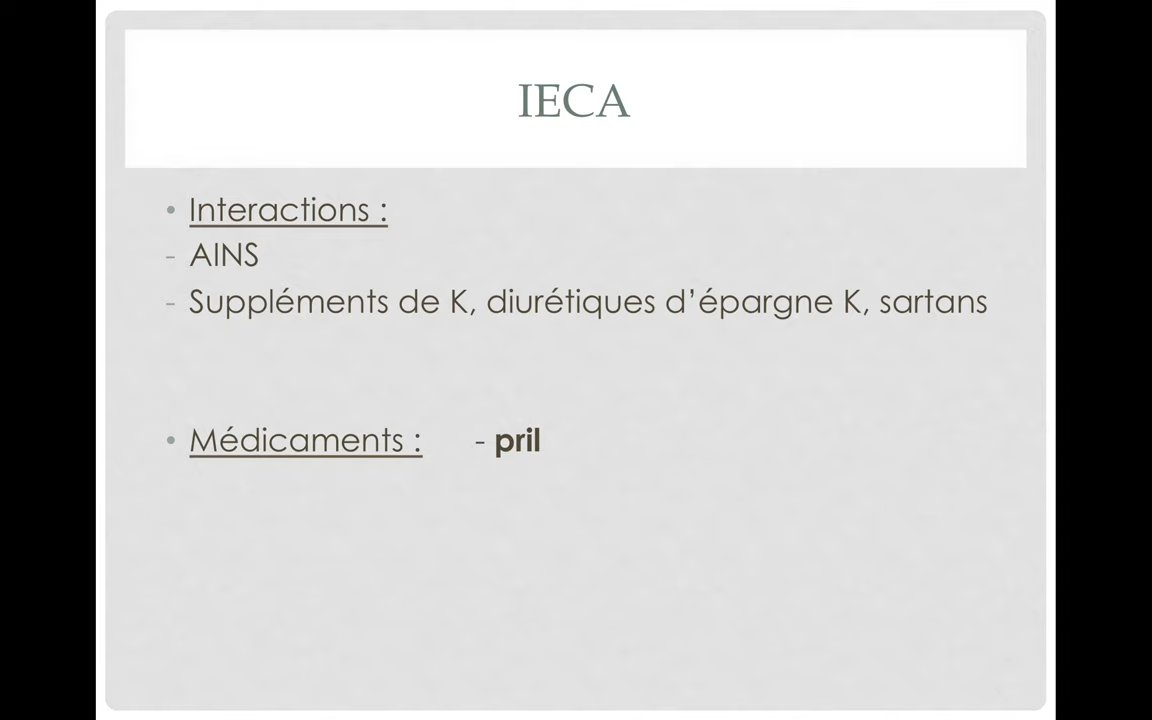 IECA
• Interactions :
- AINS
- Suppléments de K, diurétiques d’épargne K, sartans
• Médicaments : - pril